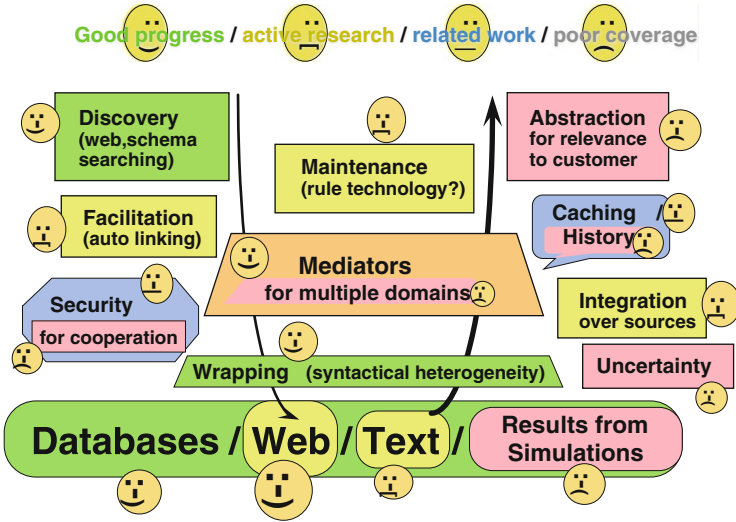 Good progress / active research / related work / poor coverage
Discovery
(web,schema
searching)
Maintenance
(rule technology?)
Abstraction
for relevance
to customer
Facilitation
(auto linking)
Caching /
History
Mediators
for multiple domains
Security
for cooperation
Integration
over sources
Wrapping (syntactical heterogeneity)
Uncertainty
Databases / Web / Text /
Results from
Simulations